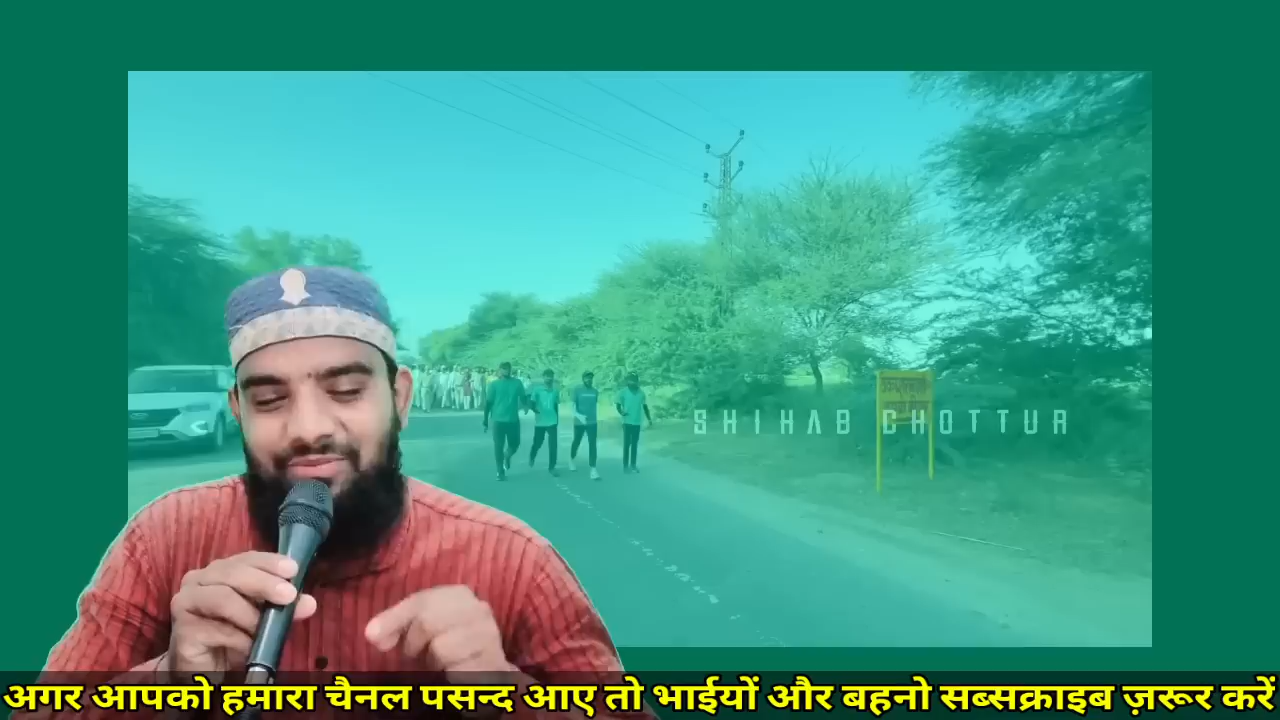 SHIHAB CHOTTUR
अगर आपको हमारा चैनल पसन्द आए तो भाईयों और बहनो सब्सक्राइब ज़रूर करें